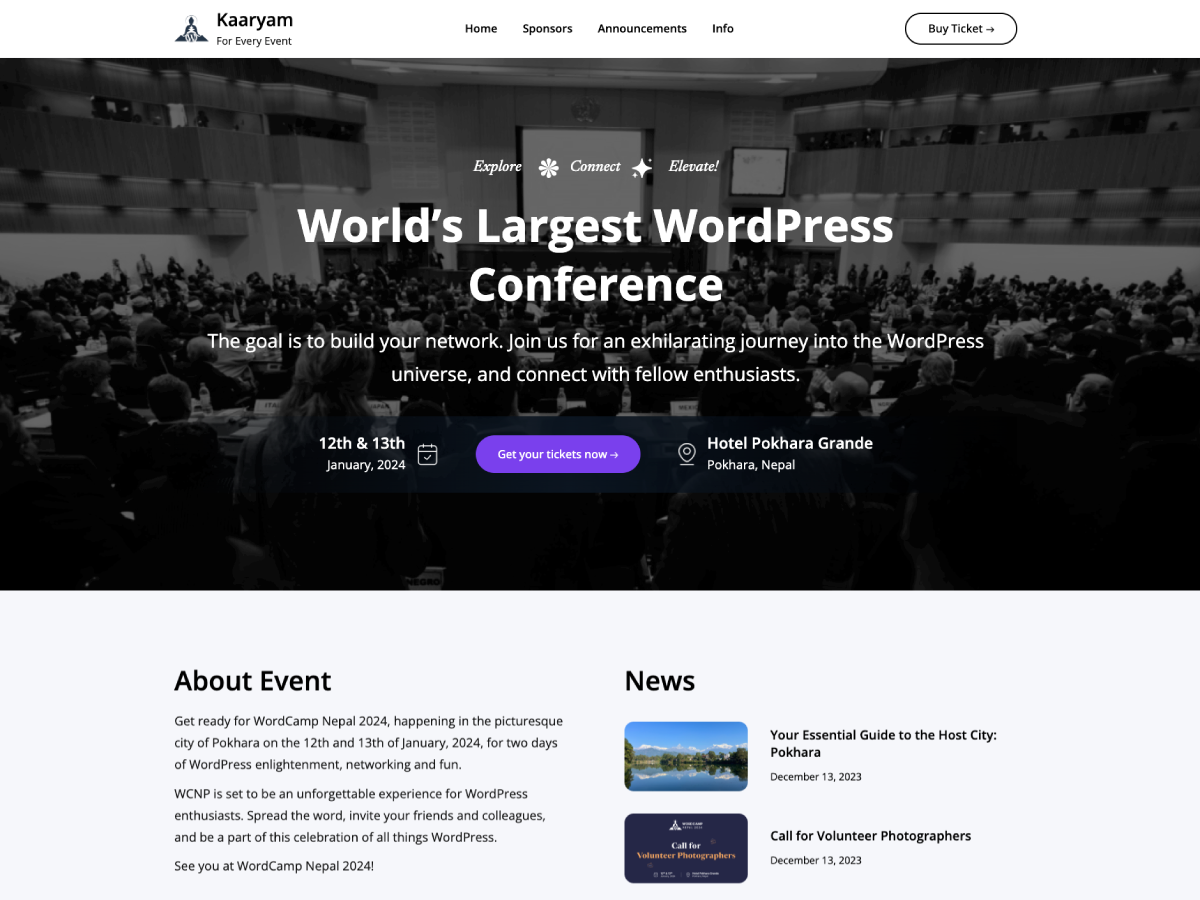 Kaaryam
For Every Event
Home Sponsors Announcements Info
Buy Ticket →
Explore Connect Elevate!
World’s Largest WordPress
Conference
The goal is to build your network. Join us for an exhilarating journey into the WordPress
universe, and connect with fellow enthusiasts.
12th & 13th
January, 2024
Get your tickets now →
Hotel Pokhara Grande
Pokhara, Nepal
NEGRO
About Event
Get ready for WordCamp Nepal 2024, happening in the picturesque
city of Pokhara on the 12th and 13th of January, 2024, for two days
of WordPress enlightenment, networking and fun.
WCNP is set to be an unforgettable experience for WordPress
enthusiasts. Spread the word, invite your friends and colleagues,
and be a part of this celebration of all things WordPress.
See you at WordCamp Nepal 2024!
News
Your Essential Guide to the Host City:
Pokhara
December 13, 2023
Call for
Volunteer Photographers
Call for Volunteer Photographers
December 13, 2023